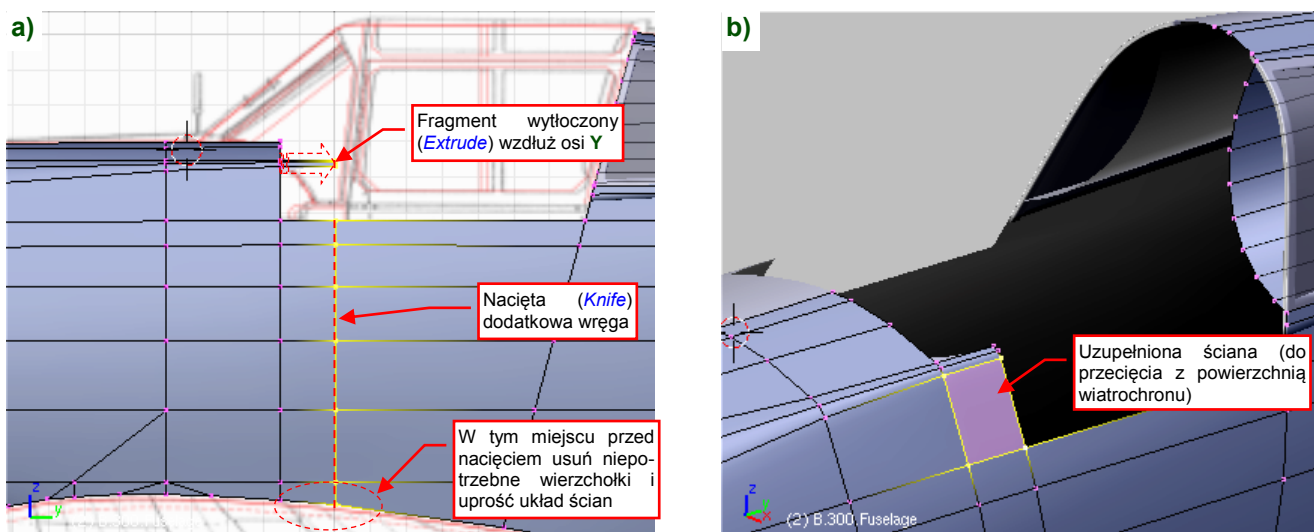 a)
Fragment wytłoczony
(Extrude) wzdłuż osi Y
Nacięta (Knife)
dodatkowa wręga
W tym miejscu przed
nacięciem usuń niepo-
trzebne wierzchołki i
uprość układ ścian
z
y
b)
Uzupełniona ściana (do
przecięcia z powierzchnią
wiatrochronu)
z
y
x
(2) B.300 Fuselage